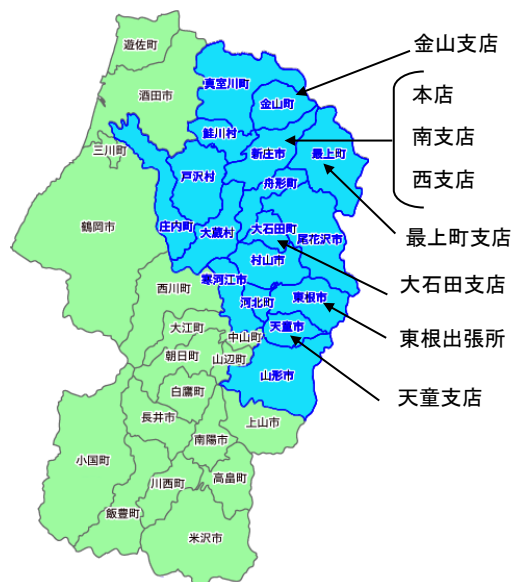 遊佐町
酒田市
真室川町
金山町
鮭川村
三川町
新庄市
最上町
戸沢村
舟形町
鶴岡市
庄内町
大蔵村
大石田町
尾花沢市
村山市
寒河江市
西川町
河北町
東根市
大江町
中山町
天童市
朝日町
山辺町
山形市
白鷹町
長井市
上山市
南陽市
小国町
川西町
高畠町
飯豊町
米沢市
金山支店
本店
南支店
西支店
最上町支店
大石田支店
東根出張所
天童支店